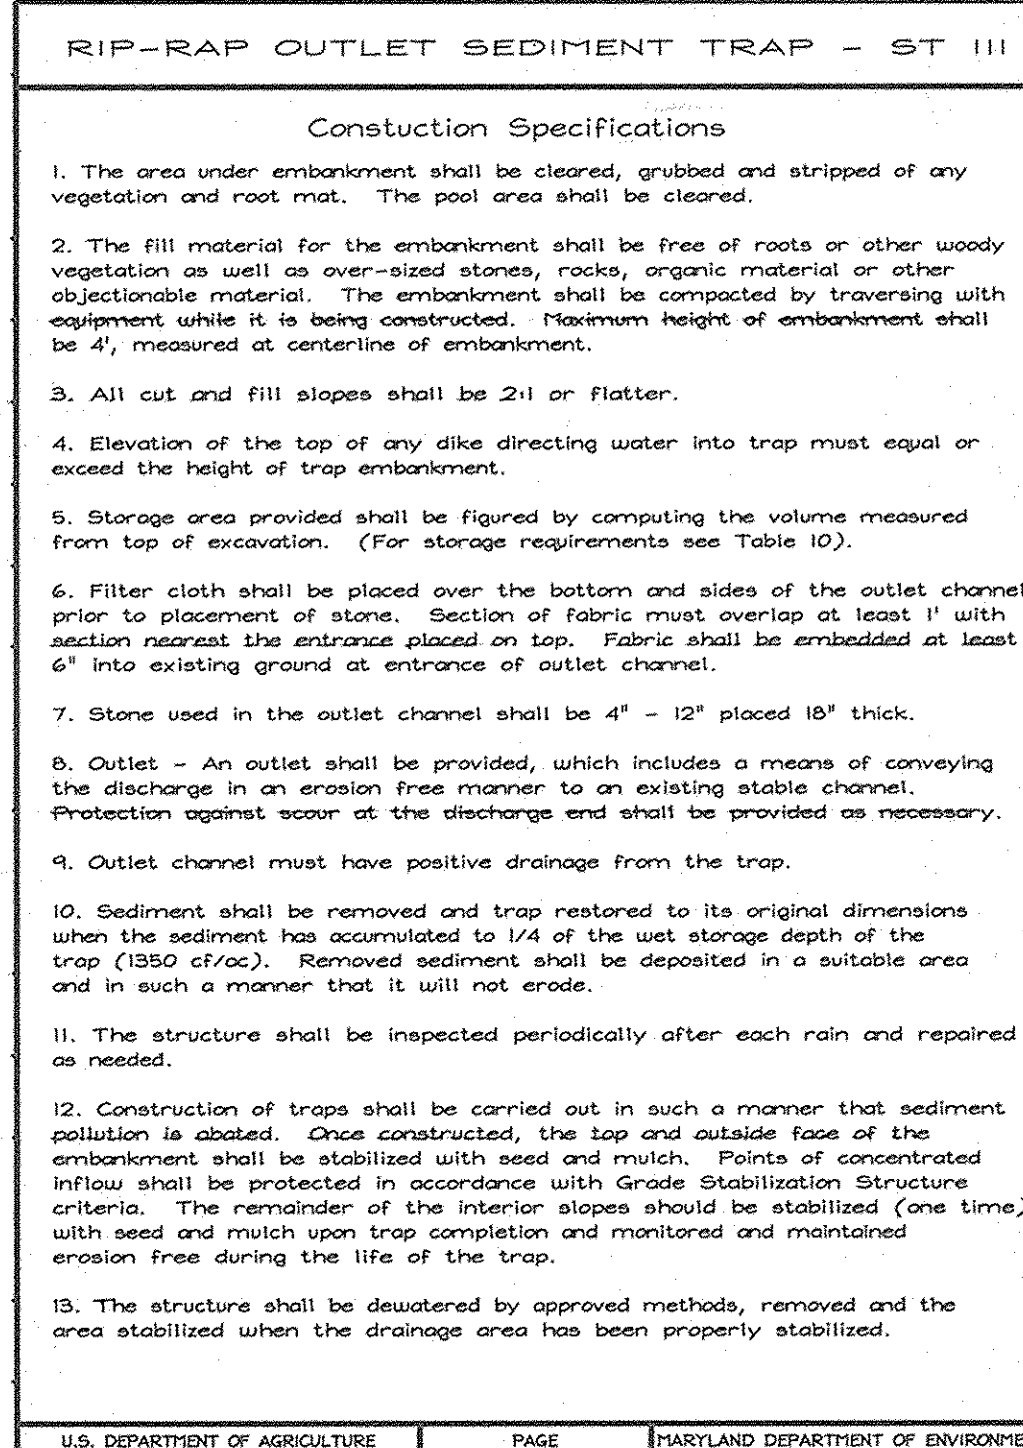 RIP-RAP OUTLET SEDIMENT TRAP - ST III
Constuction Specifications
1. The area under embankment shall be cleared, grubbed and stripped of any
vegetation and root mat. The pool area shall be cleared.
2. The fill material for the embankment shall be free of roots or other woody
vegetation as well as over-sized stones, rocks, organic material or other
objectionable material. The embankment shall be compacted by traversing with
equipment while it is being constructed. Maximum height of embankment shall
be 4', measured at centerline of embankment.
3. All cut and fill slopes shall be 2:1 or flatter.
4. Elevation of the top of any dike directing water into trap must equal or
exceed the height of trap embankment.
5. Storage area provided shall be figured by computing the volume measured
from top of excavation. (For storage requirements see Table 10).
6. Filter cloth shall be placed over the bottom and sides of the outlet channel
prior to placement of stone. Section of fabric must overlap at least 1' with
section nearest the entrance placed on top. Fabric shall be embedded at least
6" into existing ground at entrance of outlet channel.
7. Stone used in the outlet channel shall be 4" - 12" placed 18" thick.
8. Outlet - An outlet shall be provided, which includes a means of conveying
the discharge in an erosion free manner to an existing stable channel.
Protection against scour at the discharge end shall be provided as necessary.
9. Outlet channel must have positive drainage from the trap.
10. Sediment shall be removed and trap restored to its original dimensions
when the sediment has accumulated to 1/4 of the wet storage depth of the
trap (1350 cf/ac). Removed sediment shall be deposited in a suitable area
and in such a manner that it will not erode.
11. The structure shall be inspected periodically after each rain and repaired
as needed.
12. Construction of traps shall be carried out in such a manner that sediment
pollution is abated. Once constructed, the top and outside face of the
embankment shall be stabilized with seed and mulch. Points of concentrated
inflow shall be protected in accordance with Grade Stabilization Structure
criteria. The remainder of the interior slopes should be stabilized (one time)
with seed and mulch upon trap completion and monitored and maintained
erosion free during the life of the trap.
13. The structure shall be dewatered by approved methods, removed and the
area stabilized when the drainage area has been properly stabilized.
U.S. DEPARTMENT OF AGRICULTURE
PAGE
MARYLAND DEPARTMENT OF ENVIRONME